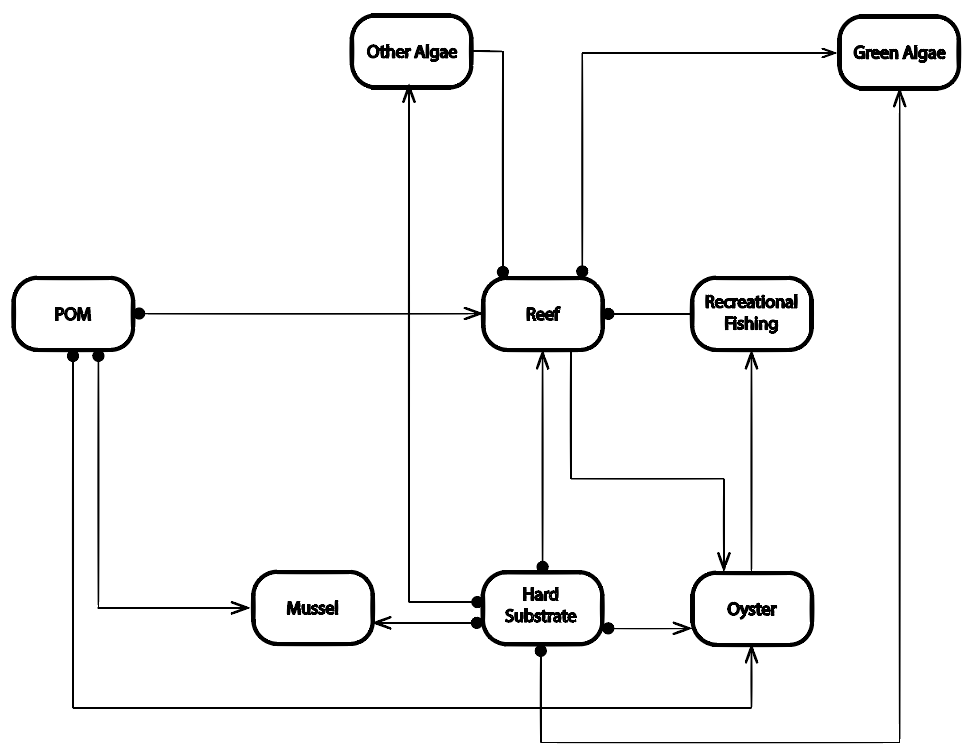 Other Algae
Green Algae
POM
Reef
Recreational
Fishing
Mussel
Hard
Substrate
Oyster